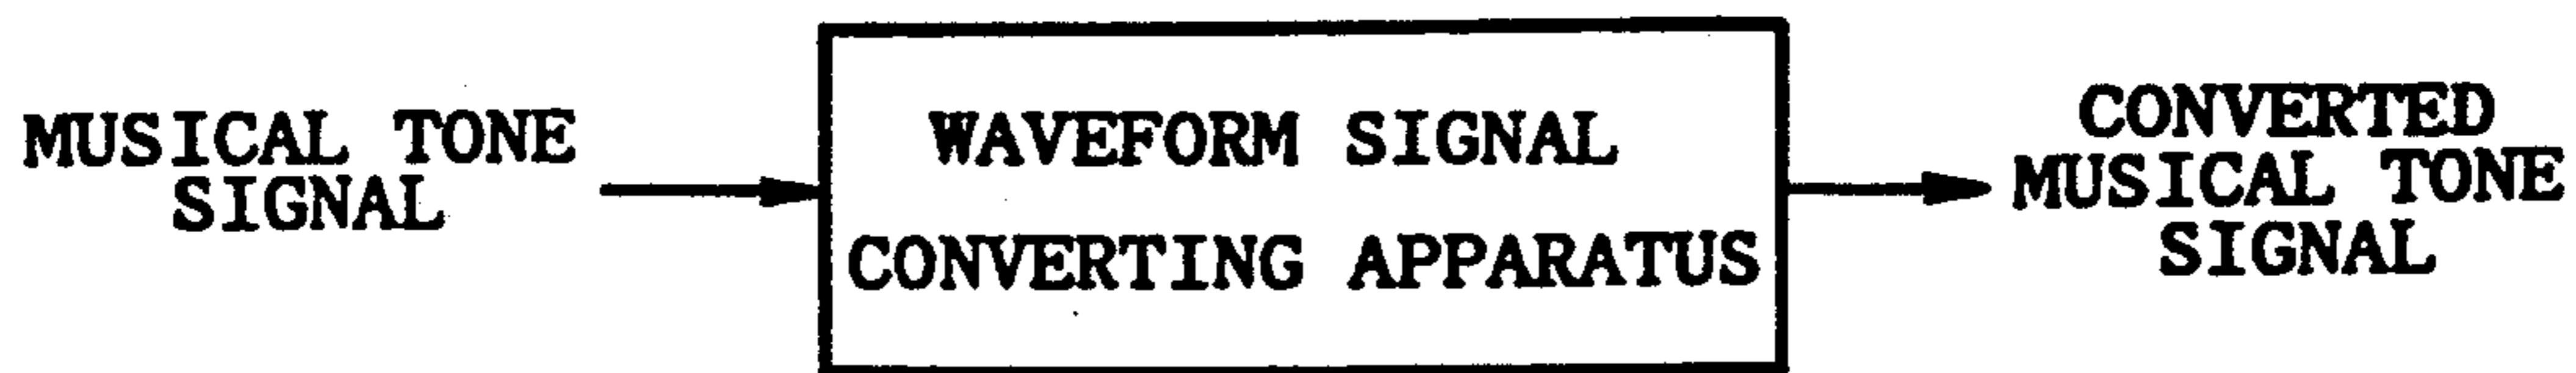 MUSICAL TONE
SIGNAL
WAVEFORM SIGNAL
CONVERTING APPARATUS
CONVERTED
MUSICAL TONE
SIGNAL